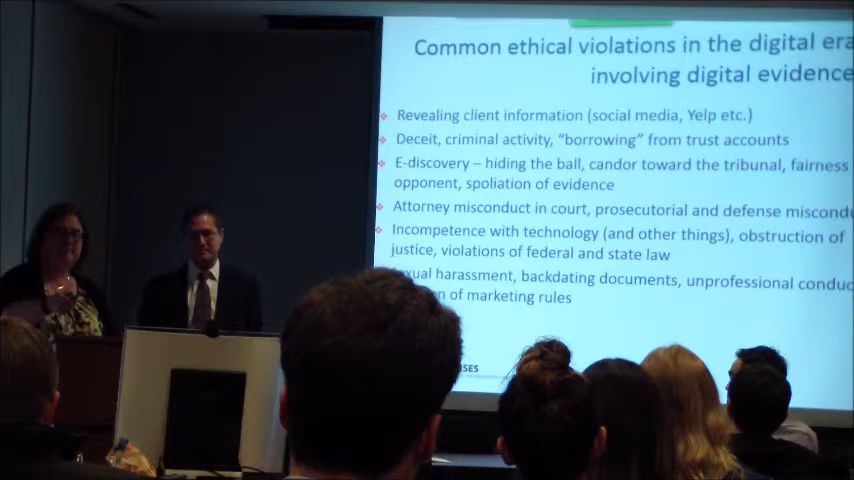 Common ethical violations in the digital era
involving digital evidence
Revealing client information (social media, Yelp etc.)
Deceit, criminal activity, “borrowing” from trust accounts
E-discovery – hiding the ball, candor toward the tribunal, fairness
opponent, spoliation of evidence
Attorney misconduct in court, prosecutorial and defense miscondu
Incompetence with technology (and other things), obstruction of
justice, violations of federal and state law
exual harassment, backdating documents, unprofessional conduc
n of marketing rules